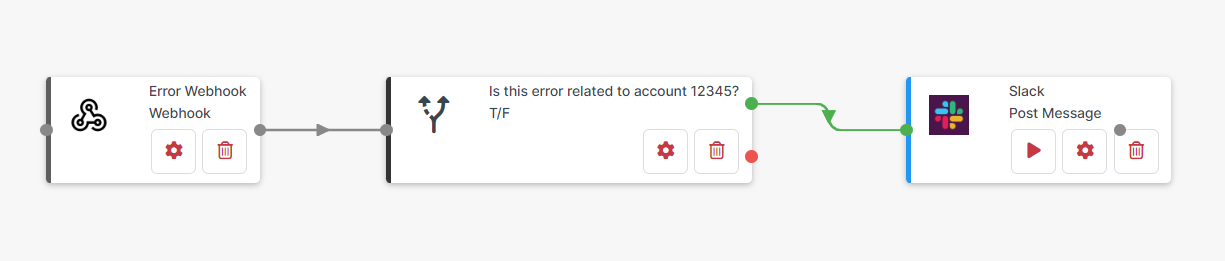 Error Webhook
Webhook
Is this error related to account 12345?
T/F
Slack
Post Message